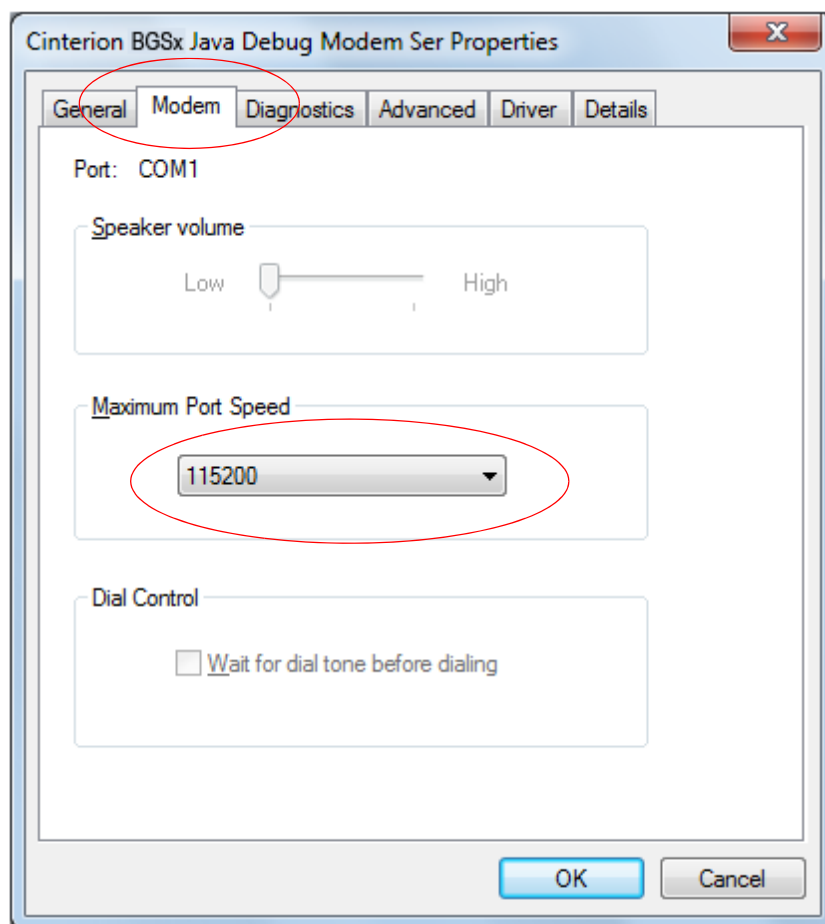 Cinterion BGSx Java Debug Modem Ser Properties
General Modem Diagnostics Advanced Driver Details
Port: COM1
Speaker volume
Low High
Maximum Port Speed
115200
Dial Control
Wait for dial tone before dialing
OK Cancel